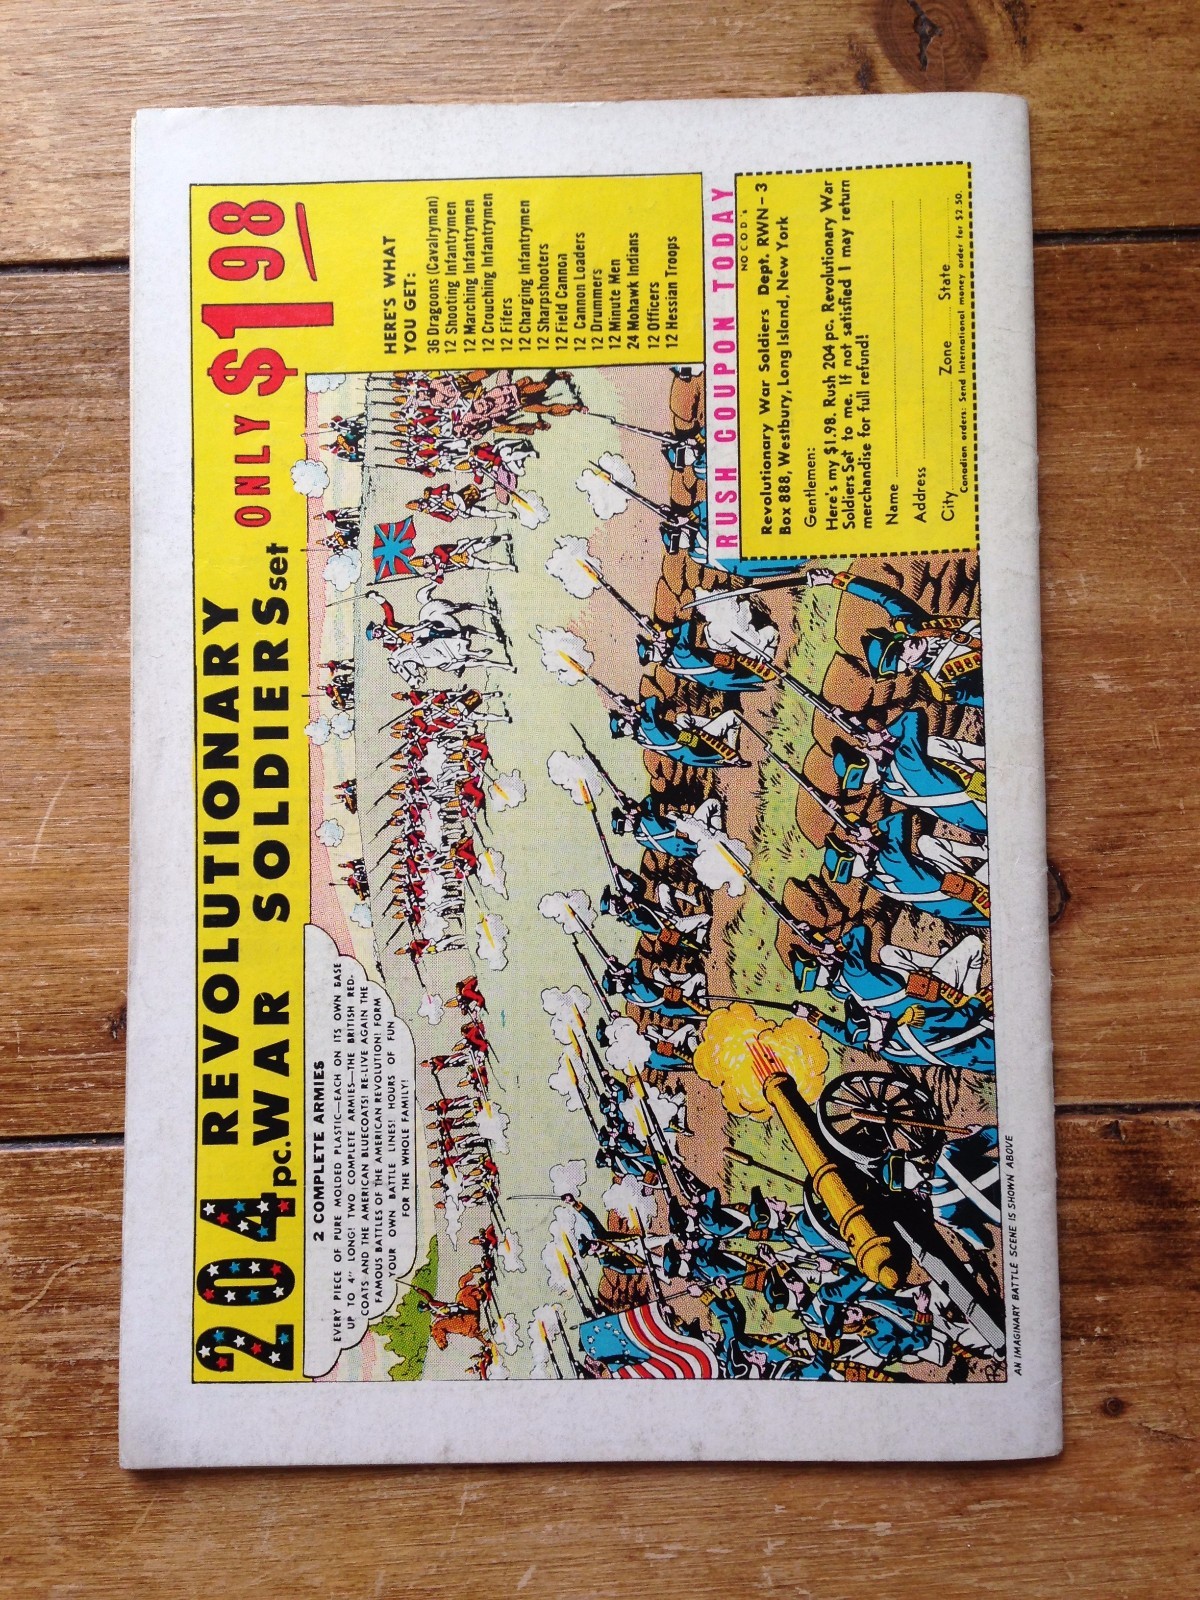 204 REVOLUTIONARY
pc. WAR SOLDIERS set
ONLY $1 98
2 COMPLETE ARMIES
EVERY PIECE OF PURE MOLDED PLASTIC—EACH ON ITS OWN BASE
UP TO 4" LONG! TWO COMPLETE ARMIES—THE BRITISH RED-
COATS AND THE AMERICAN BLUECOATS! RE-LIVE AGAIN THE
FAMOUS BATTLES OF THE AMERICAN REVOLUTION! FORM
YOUR OWN BATTLE LINES! HOURS OF FUN
FOR THE WHOLE FAMILY!
HERE'S WHAT
YOU GET:
36 Dragoons (Cavalryman)
12 Shooting Infantrymen
12 Marching Infantrymen
12 Crouching Infantrymen
12 Fifers
12 Charging Infantrymen
12 Sharpshooters
12 Field Cannon
12 Cannon Loaders
12 Drummers
12 Minute Men
24 Mohawk Indians
12 Officers
12 Hessian Troops
RUSH COUPON TODAY
NO C.O.D's
Revolutionary War Soldiers Dept. RWN-3
Box 888, Westbury, Long Island, New York
Gentlemen:
Here's my $1.98. Rush 204 pc. Revolutionary War
Soldiers Set to me. If not satisfied I may return
merchandise for full refund!
Name
Address
City Zone State
Canadian orders: Send International money order for $2.50.
AN IMAGINARY BATTLE SCENE IS SHOWN ABOVE